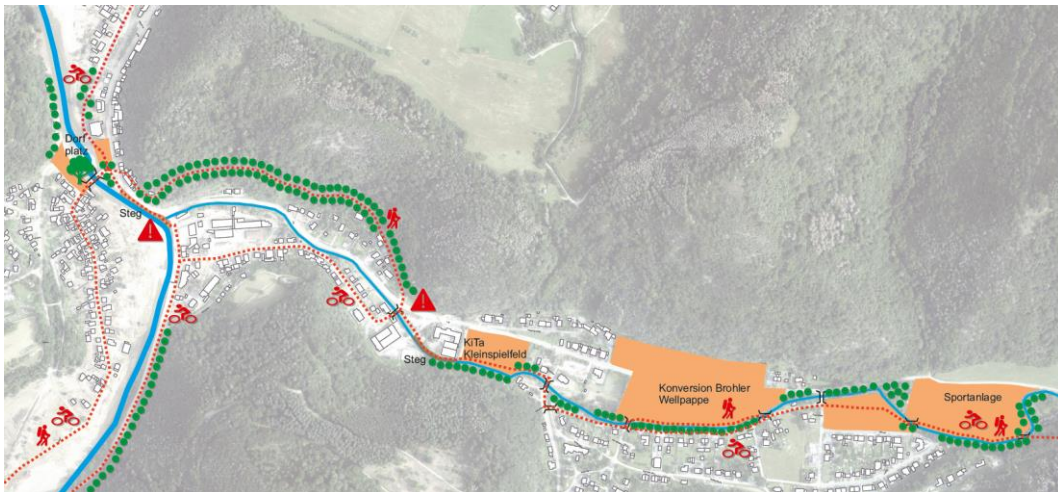 Dorf
platz
Steg
Steg
KiTa
Kleinspielfeld
Konversion Brohler
Wellpappe
Sportanlage